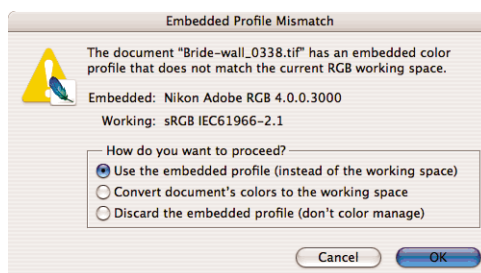 Embedded Profile Mismatch
The document “Bride-wall_0338.tif” has an embedded color
profile that does not match the current RGB working space.
Embedded: Nikon Adobe RGB 4.0.0.3000
Working: sRGB IEC61966-2.1
How do you want to proceed?
Use the embedded profile (instead of the working space)
Convert document's colors to the working space
Discard the embedded profile (don't color manage)
Cancel OK